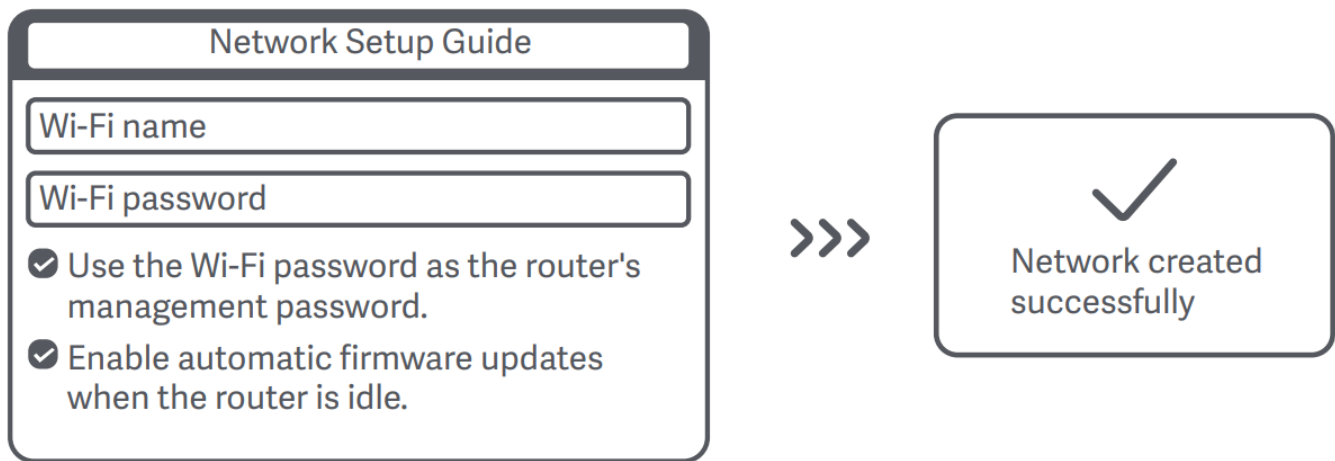 Network Setup Guide
Wi-Fi name
Wi-Fi password
Use the Wi-Fi password as the router's
management password.
Enable automatic firmware updates
when the router is idle.
Network created
successfully